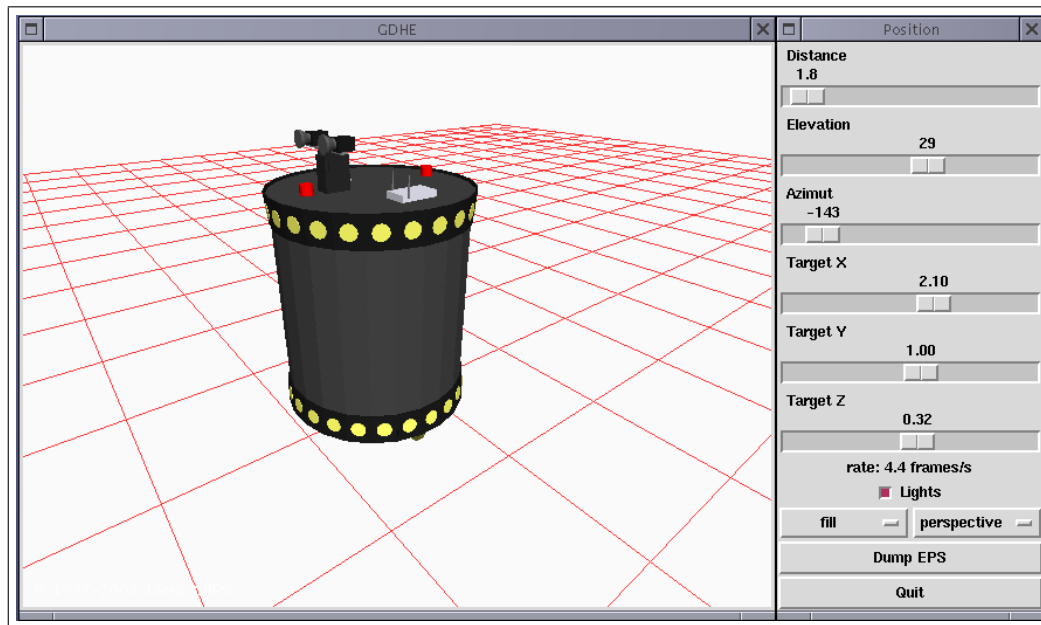 GDHE
Position
Distance
1.8
Elevation
29
Azimut
-143
Target X
2.10
Target Y
1.00
Target Z
0.32
rate: 4.4 frames/s
Lights
fill
perspective
Dump EPS
Quit